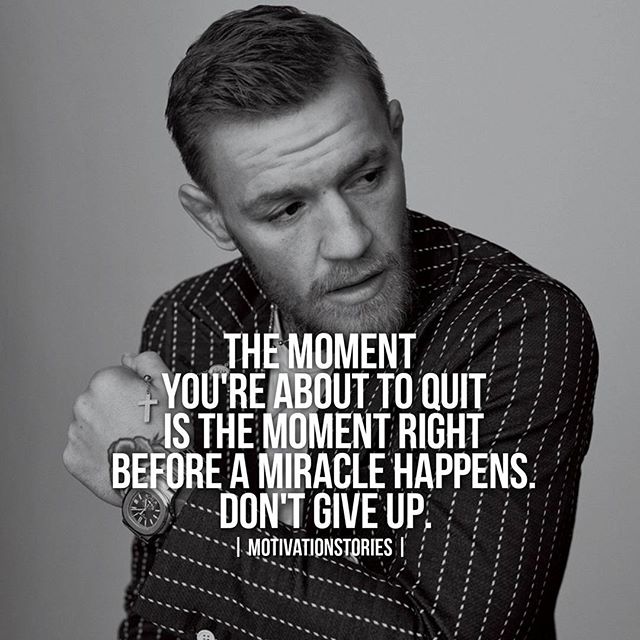 THE MOMENT
YOU'RE ABOUT TO QUIT
IS THE MOMENT RIGHT
BEFORE A MIRACLE HAPPENS.
DON'T GIVE UP.
| MOTIVATIONSTORIES |